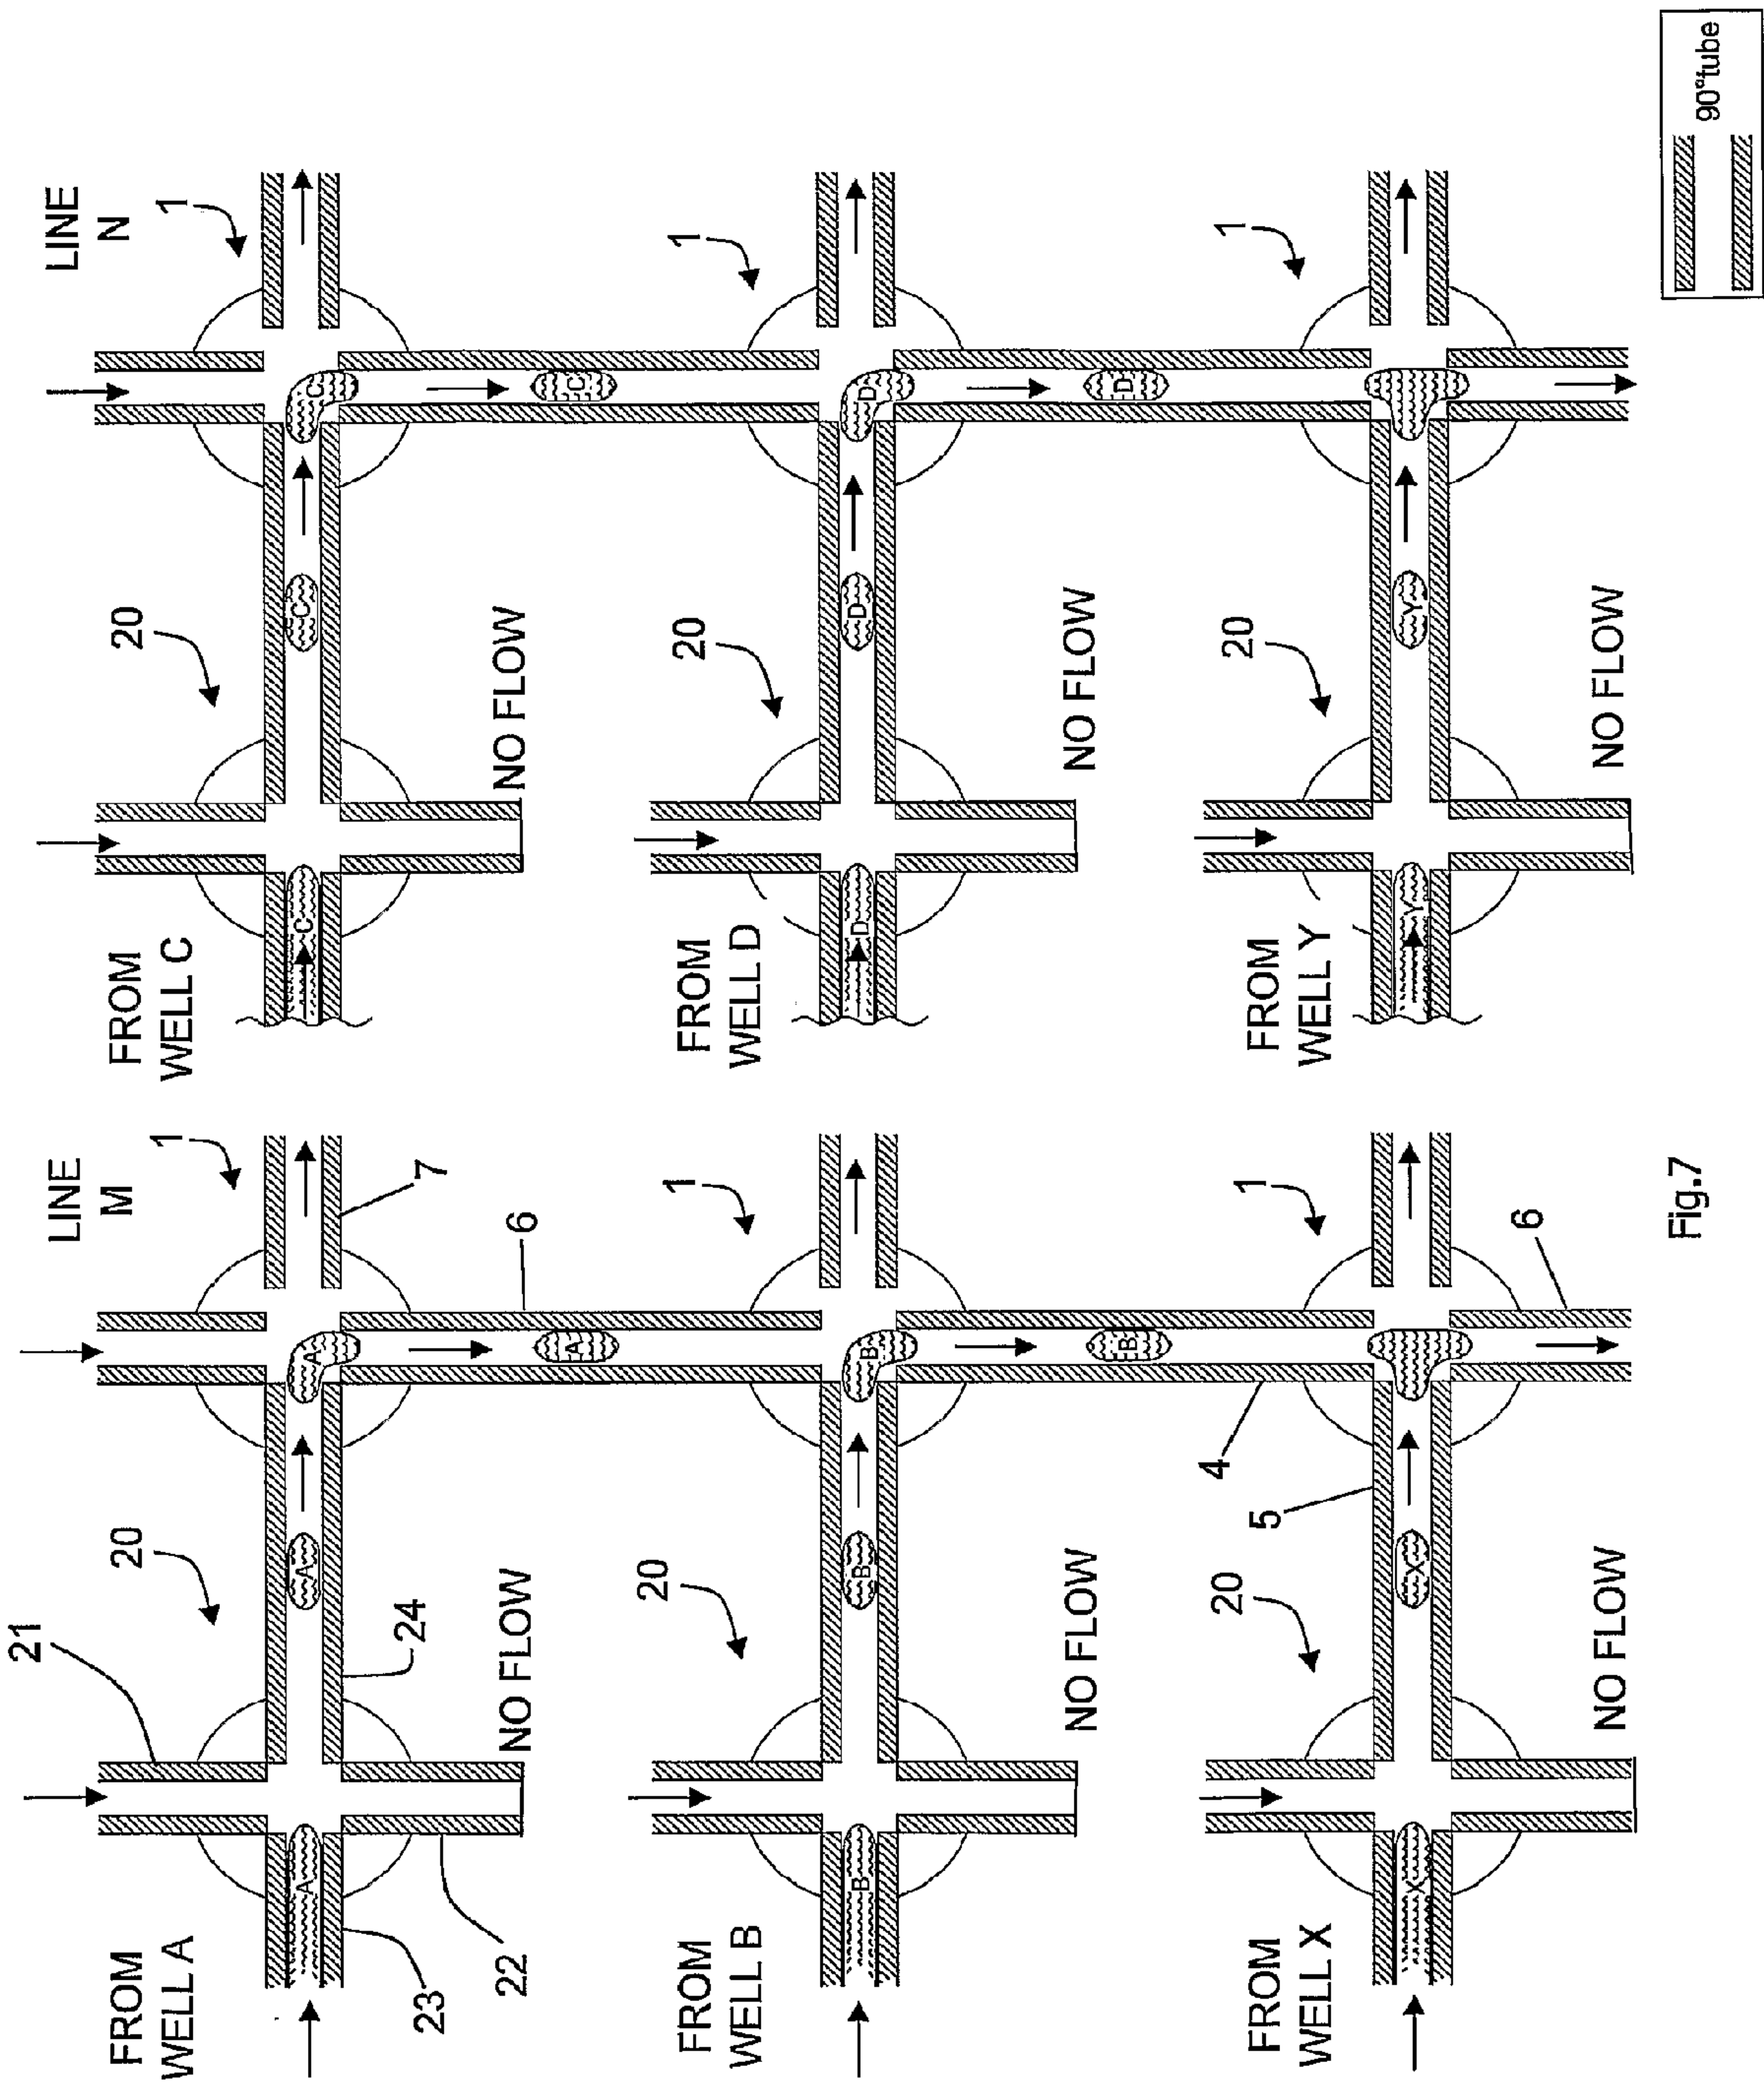 LINE
M
1
7
21
20
24
6
FROM
WELL A
23
22
A
A
A
A
NO FLOW
1
20
FROM
WELL B
B
B
B
B
NO FLOW
4
5
1
20
6
FROM
WELL X
X
X
NO FLOW
LINE
N
1
20
FROM
WELL C
C
C
C
C
NO FLOW
1
20
FROM
WELL D
D
D
D
D
NO FLOW
1
20
FROM
WELL Y
Y
Y
NO FLOW
90°tube
Fig.7